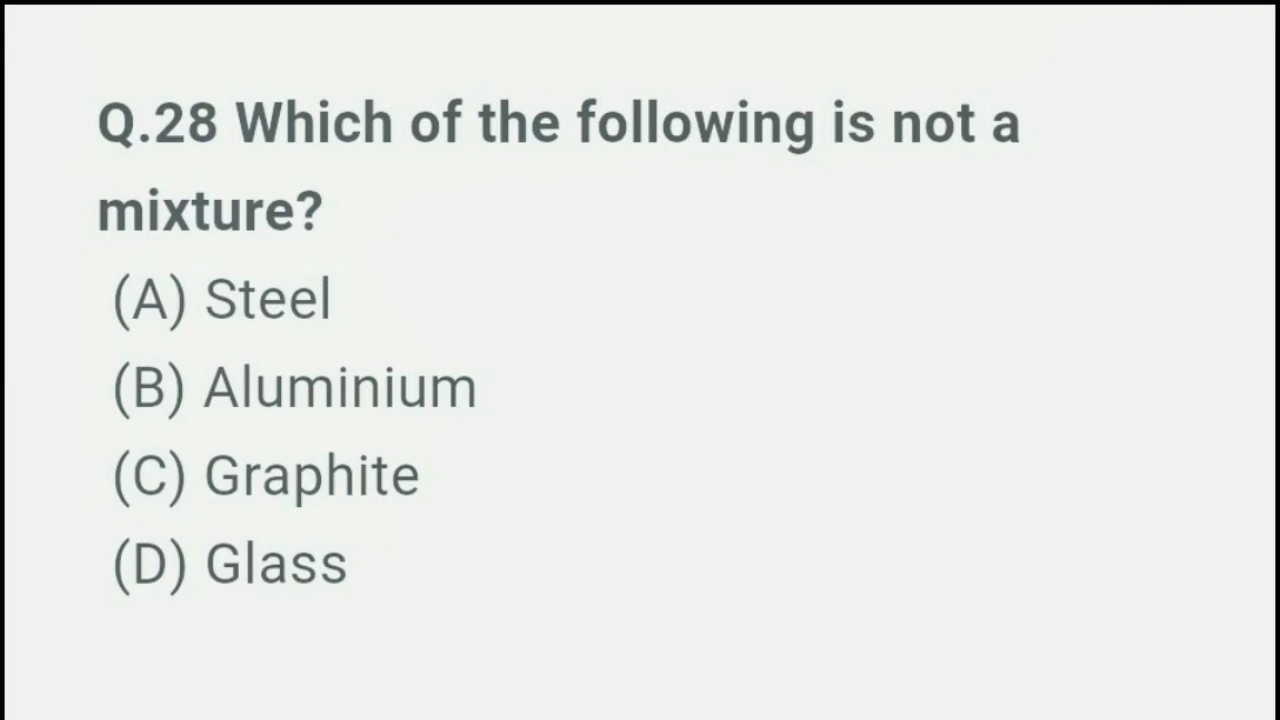 Q.28 Which of the following is not a
mixture?
(A) Steel
(B) Aluminium
(C) Graphite
(D) Glass